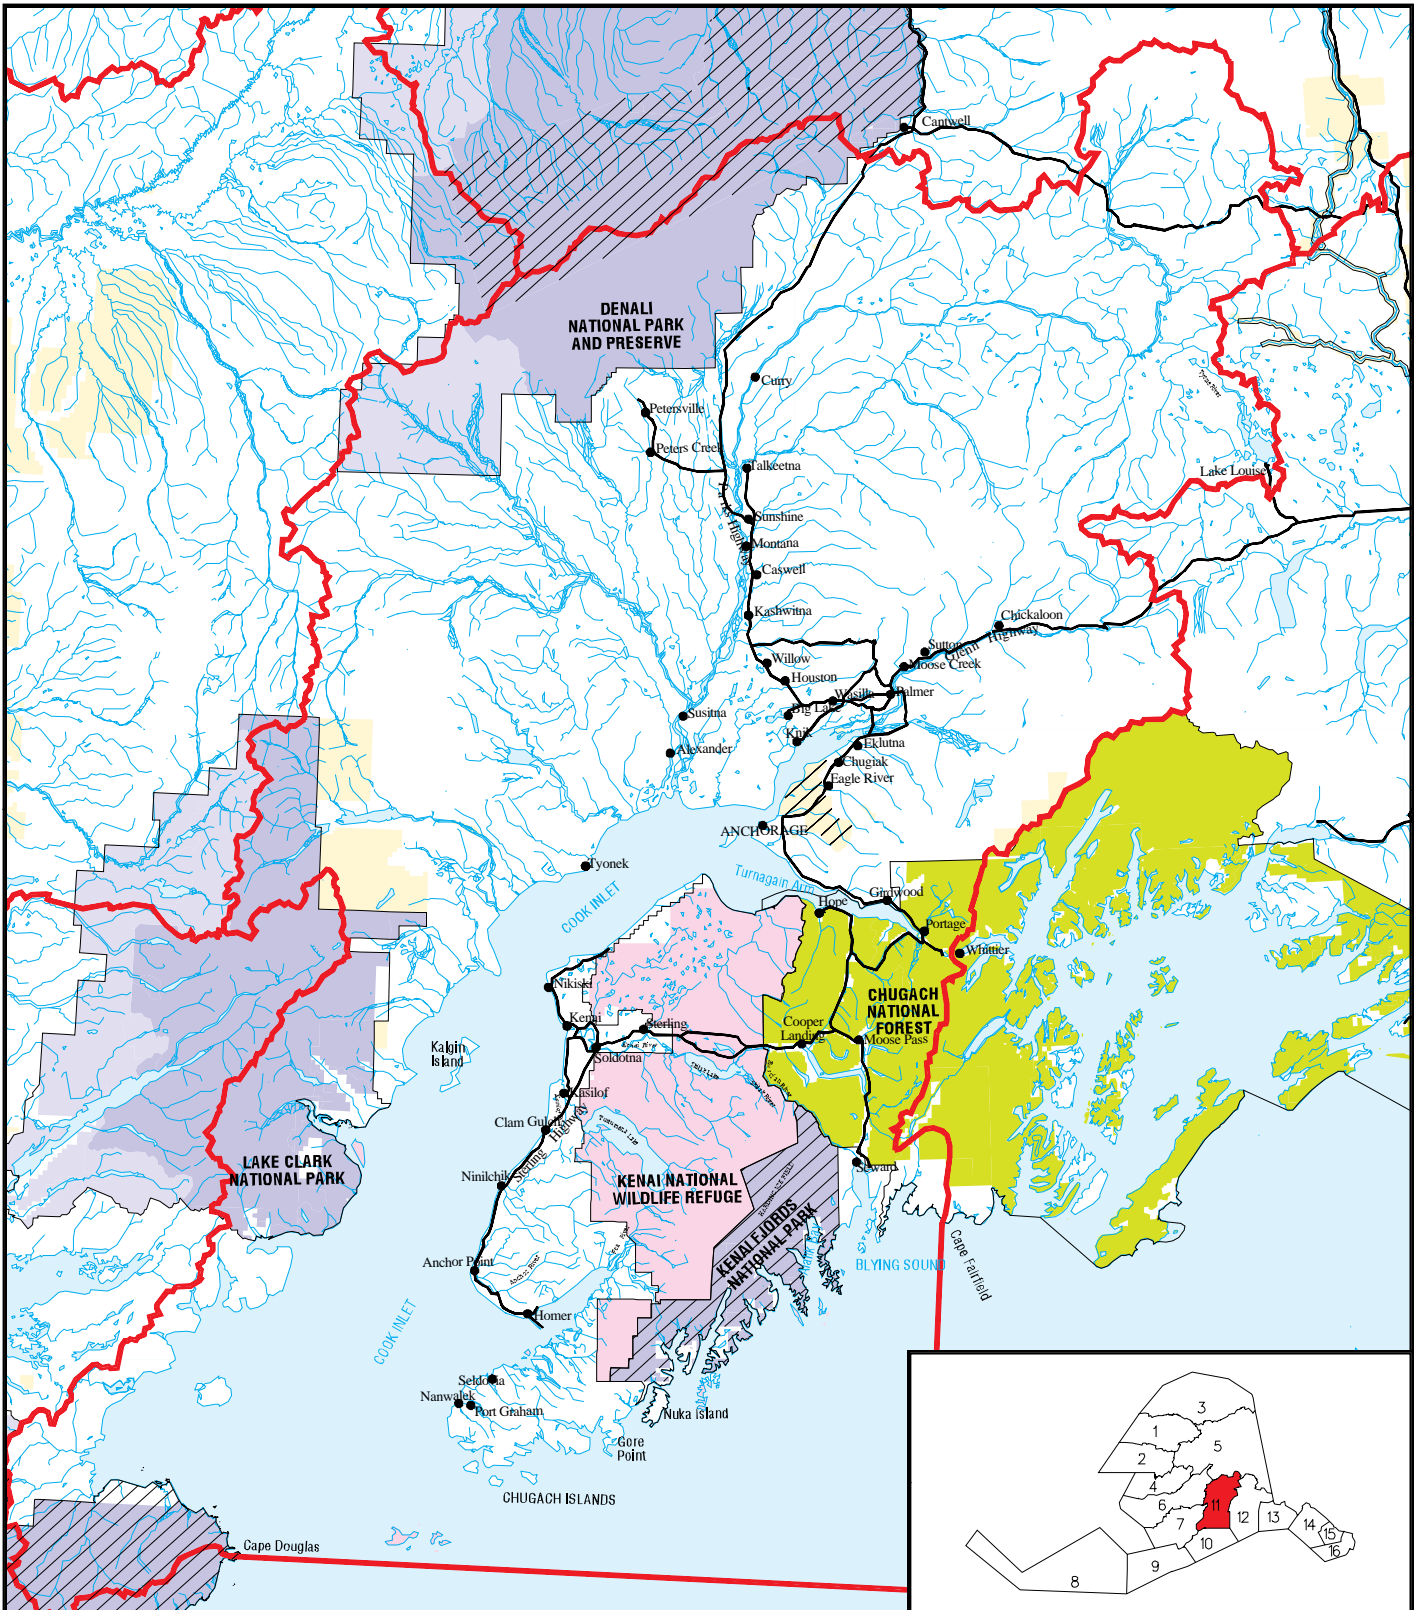 Cantwell
DENALI
NATIONAL PARK
AND PRESERVE
Curry
Petersville
Peters Creek
Talkeetna
Lake Louise
Parks Highway
Sunshine
Montana
Caswell
Kashwitna
Chickaloon
Glenn Highway
Sutton
Moose Creek
Willow
Houston
Wasilla
Palmer
Big Lake
Susitna
Knik
Eklutna
Alexander
Chugiak
Eagle River
ANCHORAGE
Tyonek
Turnagain Arm
COOK INLET
Girdwood
Hope
Portage
Whittier
Nikiski
CHUGACH
NATIONAL
FOREST
Kenai
Sterling
Cooper
Landing
Moose Pass
Kalgin
Island
Soldotna
Kasilof
Clam Gulch
Sterling Highway
LAKE CLARK
NATIONAL PARK
Ninilchik
KENAI NATIONAL
WILDLIFE REFUGE
Seward
KENAI FJORDS
NATIONAL PARK
Anchor Point
BLYING SOUND
Cape Fairfield
Homer
COOK INLET
Seldovia
Nanwalek
Port Graham
Nuka Island
Gore
Point
CHUGACH ISLANDS
Cape Douglas
3
1
5
2
4
6
11
7
12
13
14
15
16
10
9
8